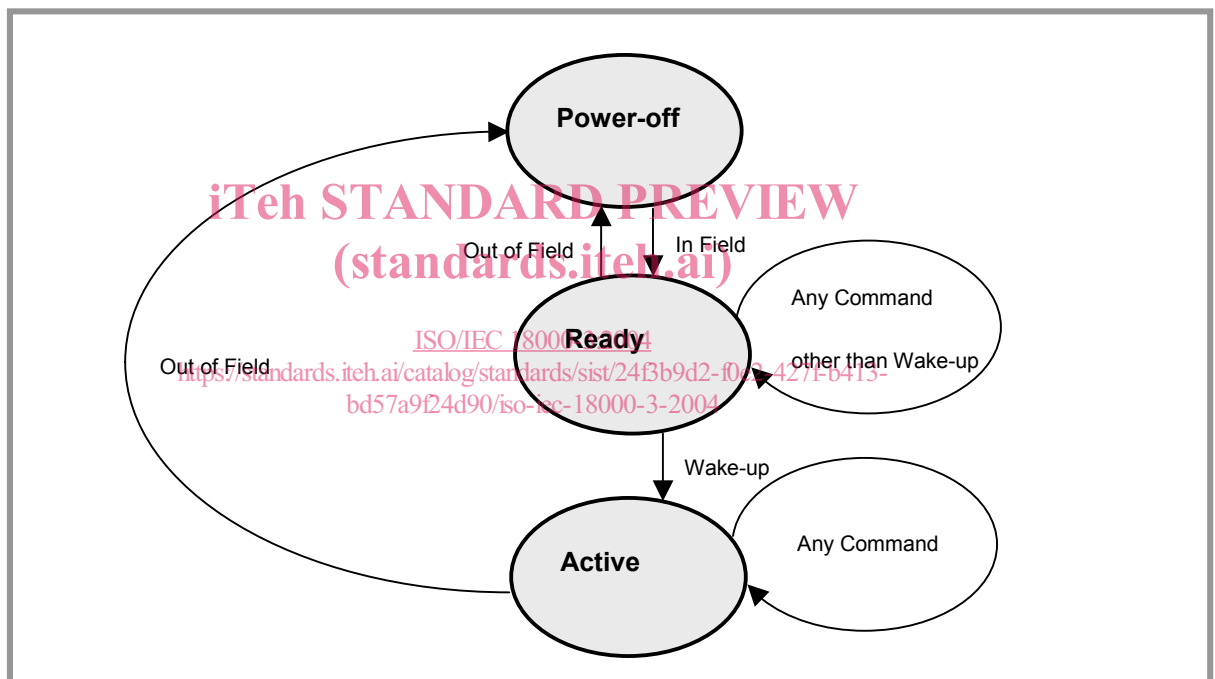 Power-off
iTeh STANDARD PREVIEW
(standards.iteh.ai)
Out of Field
In Field
Any Command
other than Wake-up
Ready
ISO/IEC 18000-3:2004
Out of Field
https://standards.iteh.ai/catalog/standards/sist/24f3b9d2-f0e2-427f-b413-
bd57a9f24d90/iso-iec-18000-3-2004
Wake-up
Active
Any Command